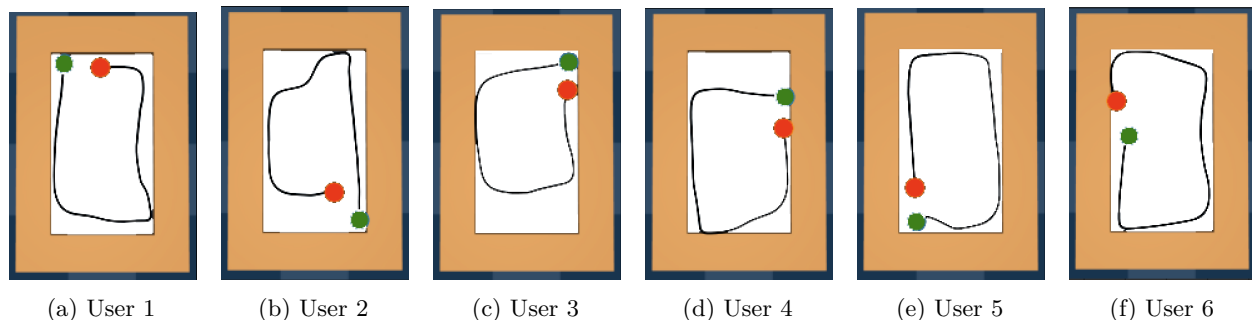 (a) User 1
(b) User 2
(c) User 3
(d) User 4
(e) User 5
(f) User 6